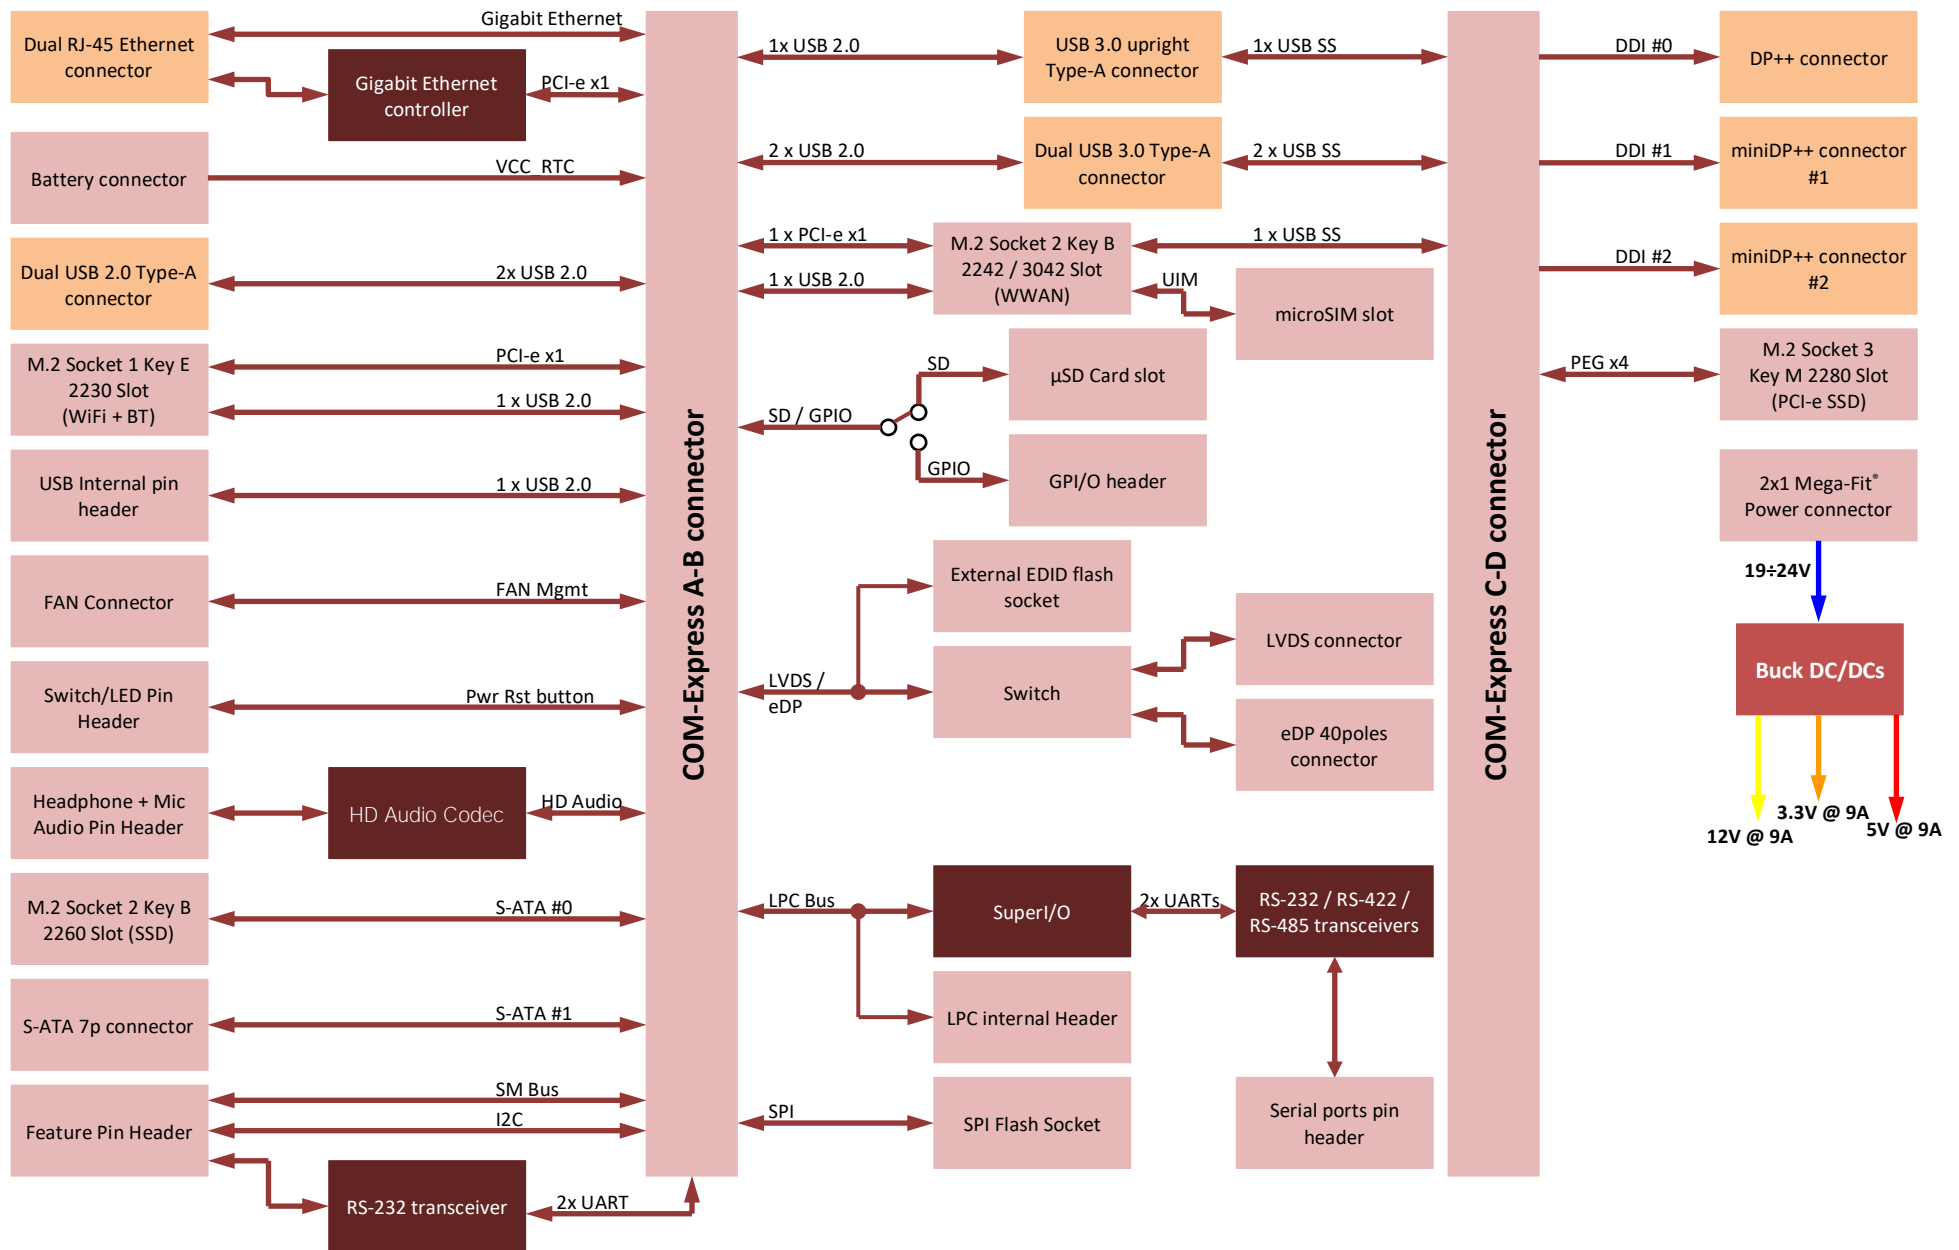 Dual RJ-45 Ethernet
connector
Gigabit Ethernet
Gigabit Ethernet
controller
PCI-e x1
Battery connector
VCC_RTC
Dual USB 2.0 Type-A
connector
2x USB 2.0
M.2 Socket 1 Key E
2230 Slot
(WiFi + BT)
PCI-e x1
1 x USB 2.0
USB Internal pin
header
1 x USB 2.0
FAN Connector
FAN Mgmt
Switch/LED Pin
Header
Pwr Rst button
Headphone + Mic
Audio Pin Header
HD Audio Codec
HD Audio
M.2 Socket 2 Key B
2260 Slot (SSD)
S-ATA #0
S-ATA 7p connector
S-ATA #1
Feature Pin Header
SM Bus
I2C
RS-232 transceiver
2x UART
COM-Express A-B connector
1x USB 2.0
USB 3.0 upright
Type-A connector
1x USB SS
2 x USB 2.0
Dual USB 3.0 Type-A
connector
2 x USB SS
1 x PCI-e x1
1 x USB 2.0
M.2 Socket 2 Key B
2242 / 3042 Slot
(WWAN)
1 x USB SS
UIM
microSIM slot
SD / GPIO
SD
µSD Card slot
GPIO
GPI/O header
External EDID flash
socket
LVDS /
eDP
Switch
LVDS connector
eDP 40poles
connector
LPC Bus
SuperI/O
2x UARTs
RS-232 / RS-422 /
RS-485 transceivers
LPC internal Header
SPI
SPI Flash Socket
Serial ports pin
header
COM-Express C-D connector
DDI #0
DP++ connector
DDI #1
miniDP++ connector
#1
DDI #2
miniDP++ connector
#2
PEG x4
M.2 Socket 3
Key M 2280 Slot
(PCI-e SSD)
2x1 Mega-Fit®
Power connector
19÷24V
Buck DC/DCs
12V @ 9A
3.3V @ 9A
5V @ 9A